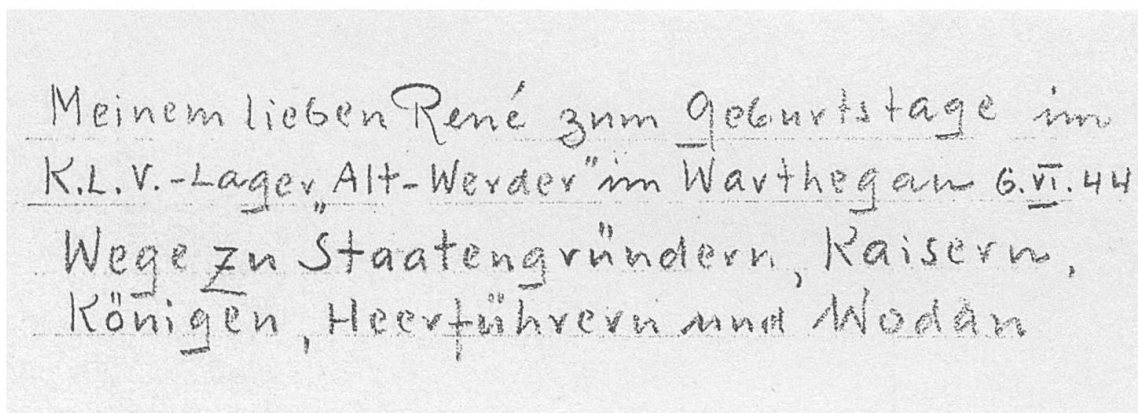 Meinem lieben René zum Geburtstage im
K.L.V.-Lager „Alt-Werder" im Warthegau 6.VI.44
Wege zu Staatengründern, Kaisern,
Königen, Heerführern und Wodan